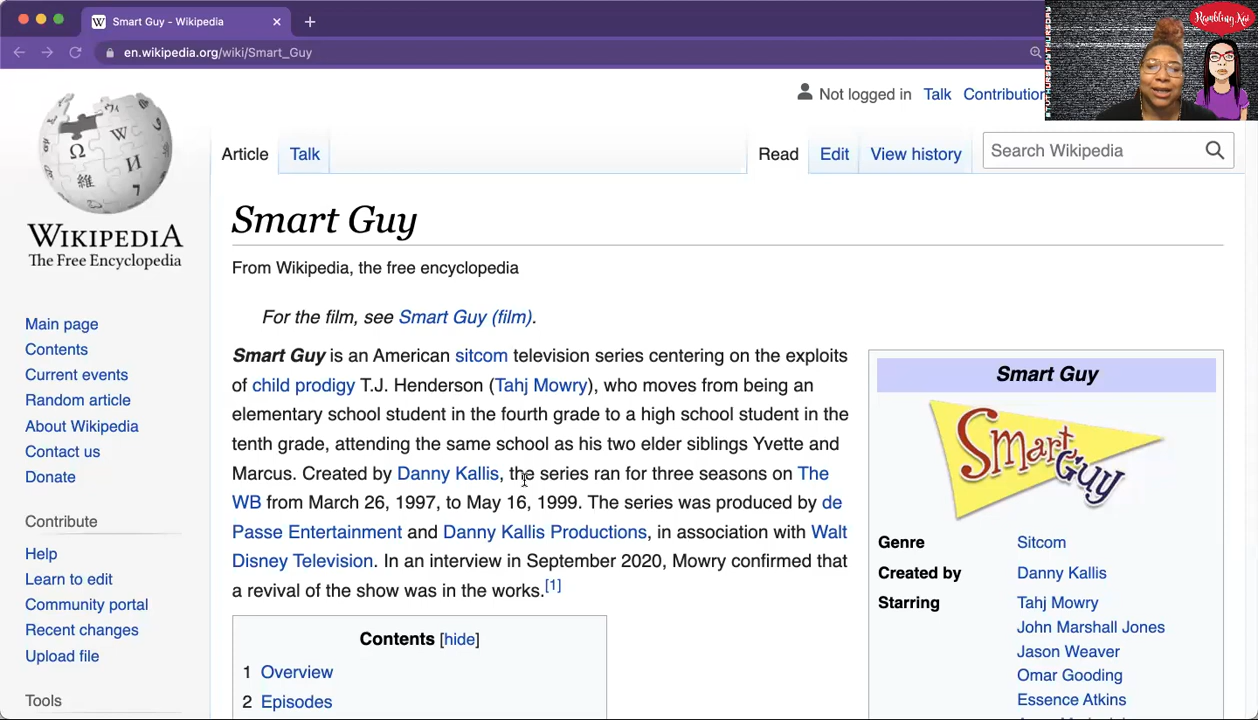 Smart Guy - Wikipedia
en.wikipedia.org/wiki/Smart_Guy
Rambling Kai
Not logged in Talk
Article Talk Read Edit View history Search Wikipedia
WIKIPEDIA
The Free Encyclopedia
Main page
Contents
Current events
Random article
About Wikipedia
Contact us
Donate
Contribute
Help
Learn to edit
Community portal
Recent changes
Upload file
Tools
Smart Guy
From Wikipedia, the free encyclopedia
For the film, see Smart Guy (film).
Smart Guy is an American sitcom television series centering on the exploits
of child prodigy T.J. Henderson (Tahj Mowry), who moves from being an
elementary school student in the fourth grade to a high school student in the
tenth grade, attending the same school as his two elder siblings Yvette and
Marcus. Created by Danny Kallis, the series ran for three seasons on The
WB from March 26, 1997, to May 16, 1999. The series was produced by de
Passe Entertainment and Danny Kallis Productions, in association with Walt
Disney Television. In an interview in September 2020, Mowry confirmed that
a revival of the show was in the works.[1]
Contents [hide]
1 Overview
2 Episodes
Smart Guy
Smart
Guy
Genre Sitcom
Created by Danny Kallis
Starring Tahj Mowry
John Marshall Jones
Jason Weaver
Omar Gooding
Essence Atkins